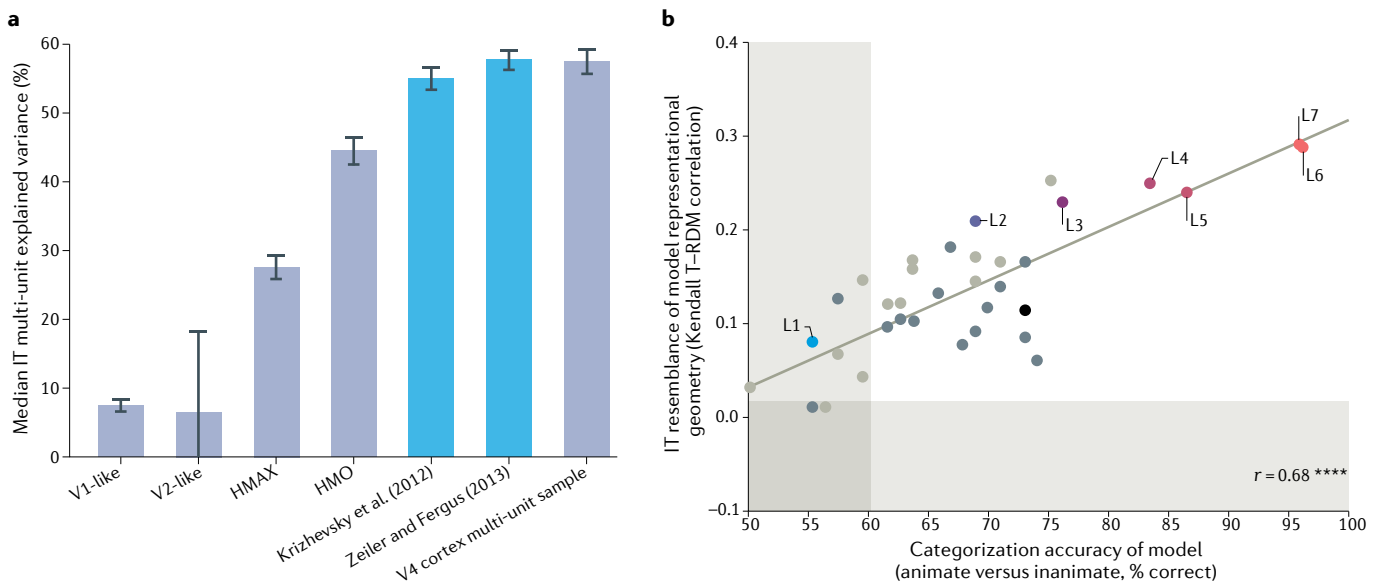 a
60
50
40
30
20
10
0
Median IT multi-unit explained variance (%)
V1-like
V2-like
HMAX
HMO
Krizhevsky et al. (2012)
Zeiler and Fergus (2013)
V4 cortex multi-unit sample
b
0.4
0.3
0.2
0.1
0.0
–0.1
IT resemblance of model representational
geometry (Kendall T–RDM correlation)
L1
L2
L3
L4
L5
L7
L6
r = 0.68 ****
50 55 60 65 70 75 80 85 90 95 100
Categorization accuracy of model
(animate versus inanimate, % correct)